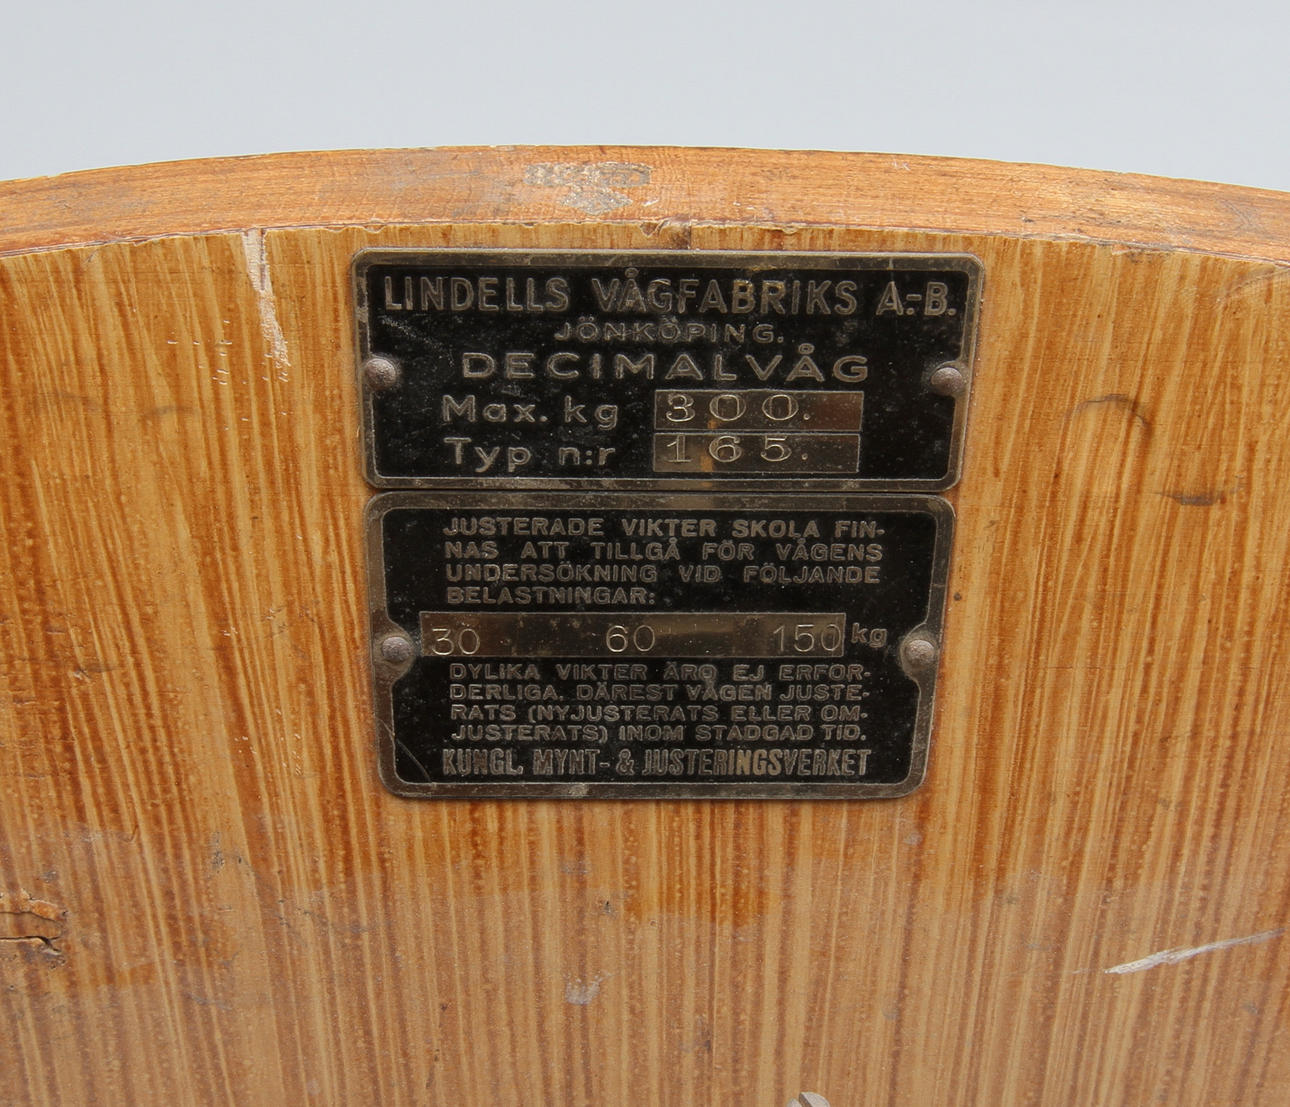 LINDELLS VÅGFABRIKS A.-B.
JÖNKÖPING.
DECIMALVÅG
Max. kg 300.
Typ n:r 165.
JUSTERADE VIKTER SKOLA FIN-
NAS ATT TILLGÅ FÖR VÅGENS
UNDERSÖKNING VID FÖLJANDE
BELASTNINGAR:
30 60 150 kg
DYLIKA VIKTER ÄRO EJ ERFOR-
DERLIGA, DÄREST VÅGEN JUSTE-
RATS (NYJUSTERATS ELLER OM-
JUSTERATS) INOM STADGAD TID.
KUNGL. MYNT- & JUSTERINGSVERKET